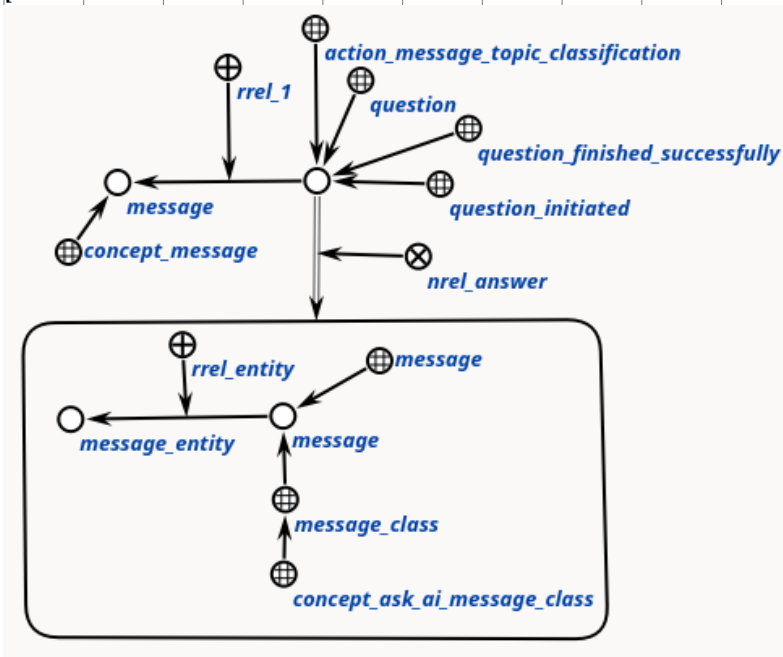 action_message_topic_classification
rrel_1
question
question_finished_successfully
message
question_initiated
concept_message
nrel_answer
rrel_entity
message
message_entity
message
message_class
concept_ask_ai_message_class